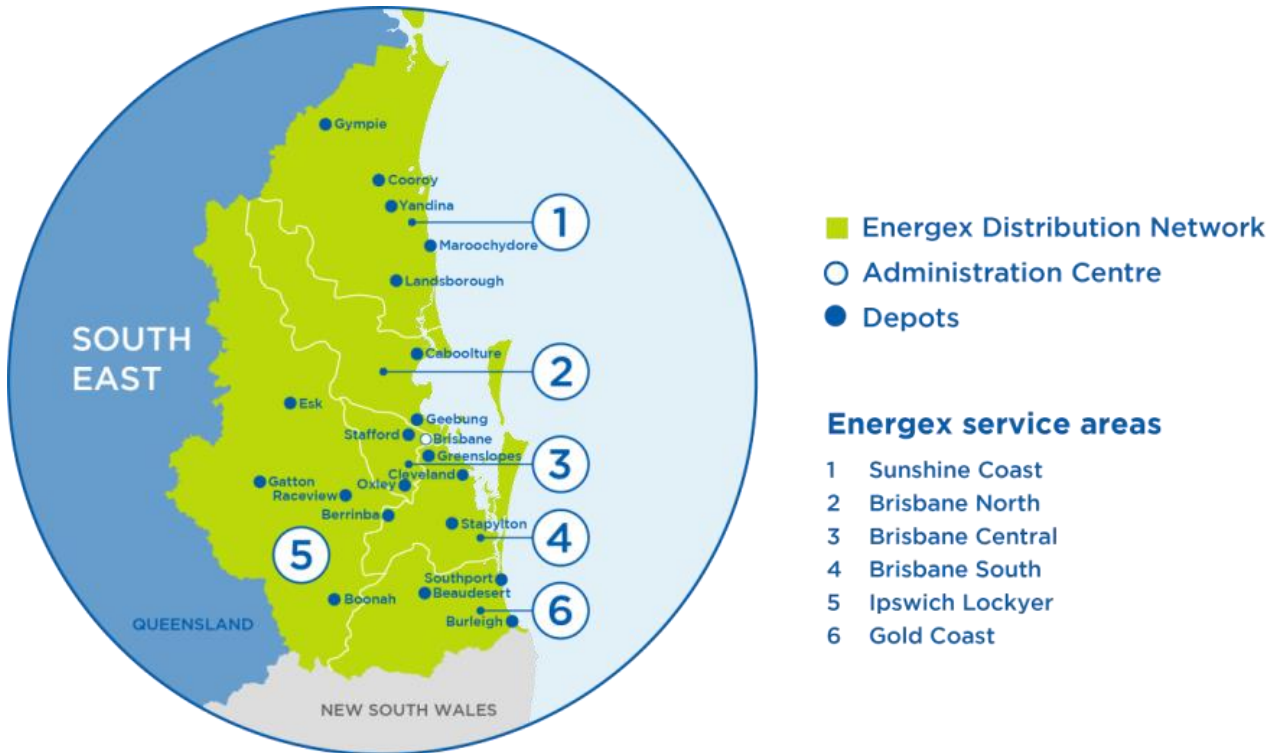 Gympie
Cooroy
Yandina
1
Maroochydore
Landsborough
SOUTH
EAST
Caboolture
2
Esk
Geebung
Stafford
Brisbane
Greenslopes
3
Cleveland
Gatton
Oxley
Raceview
Berrinba
Stapylton
4
5
Southport
Beaudesert
Boonah
6
Burleigh
QUEENSLAND
NEW SOUTH WALES
Energex Distribution Network
Administration Centre
Depots
Energex service areas
1 Sunshine Coast
2 Brisbane North
3 Brisbane Central
4 Brisbane South
5 Ipswich Lockyer
6 Gold Coast